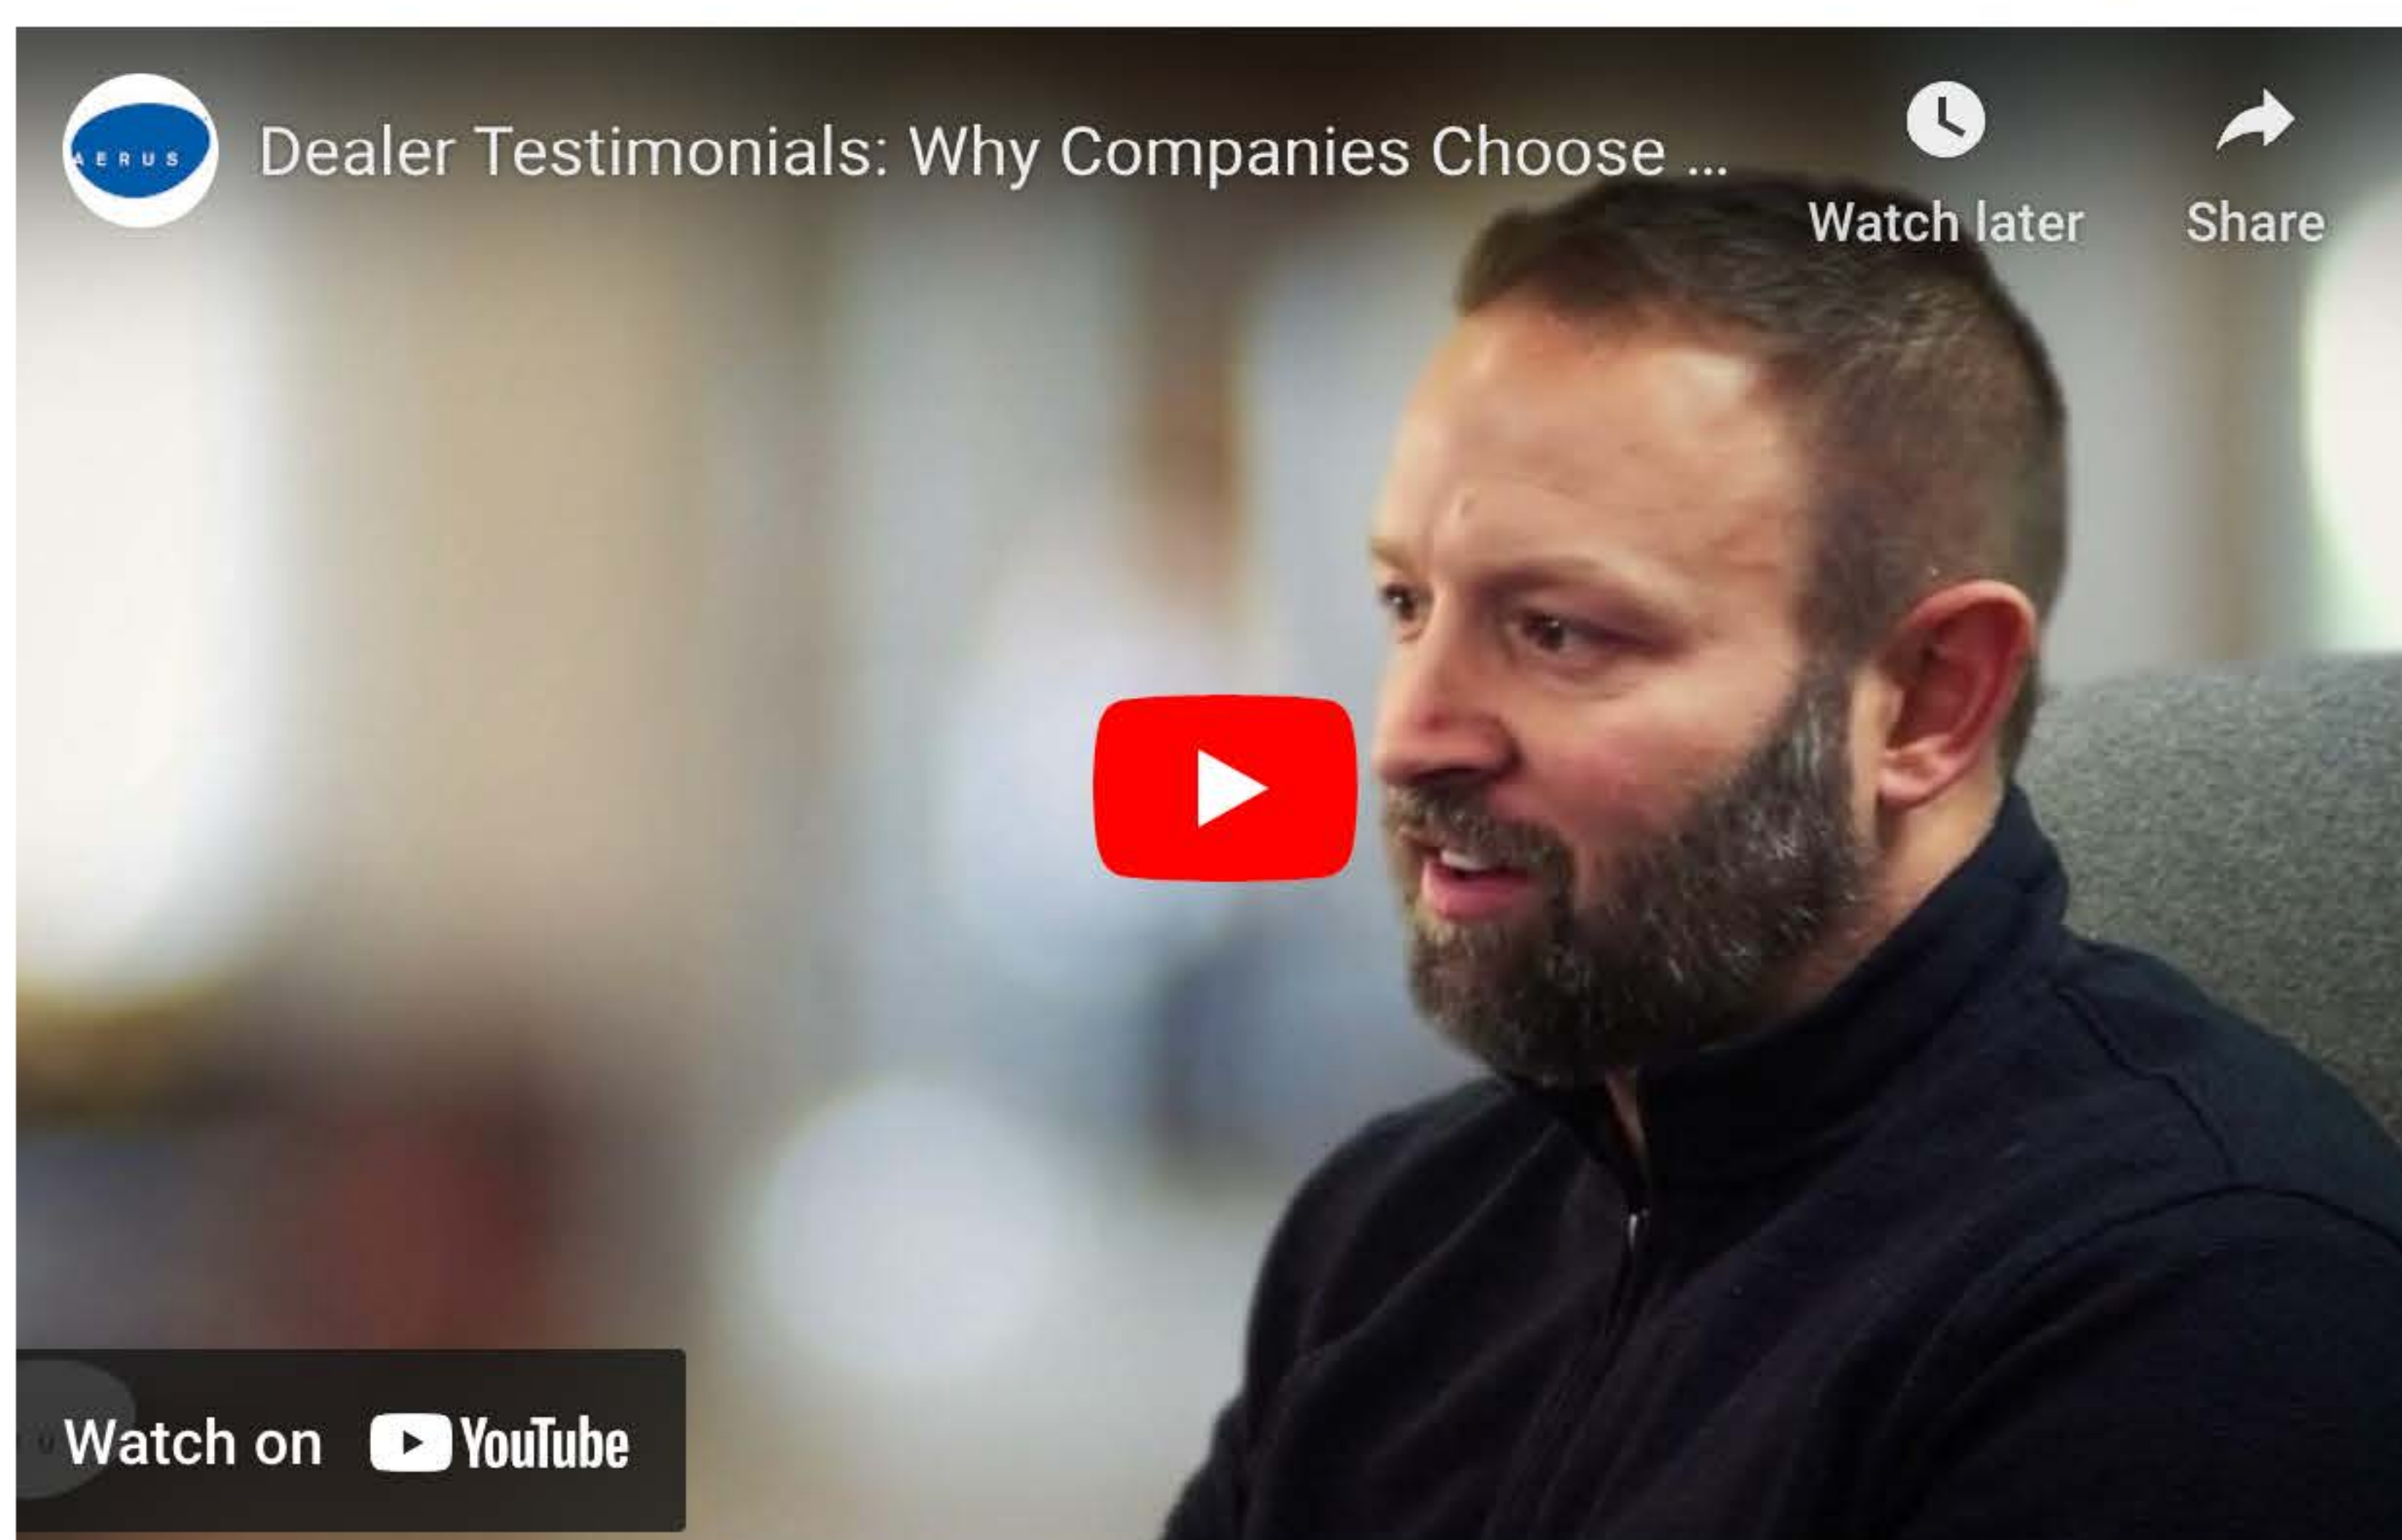 AERUS
Dealer Testimonials: Why Companies Choose ...
Watch later
Share
Watch on YouTube